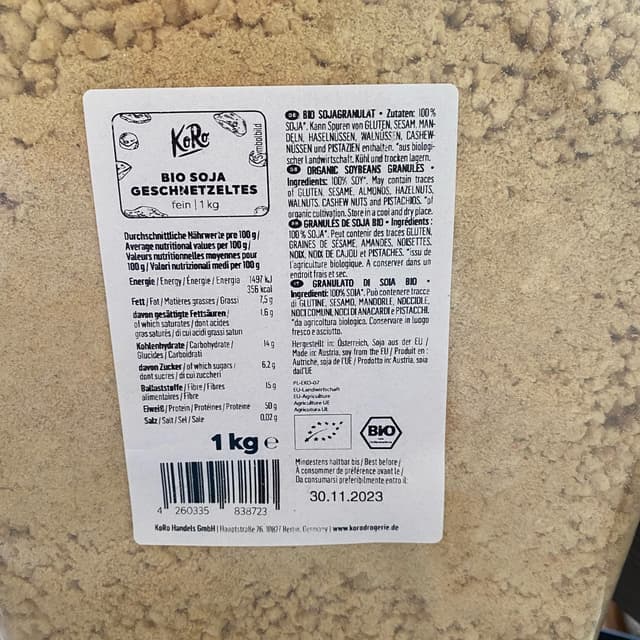 KoRo
Symbolbild
BIO SOJA
GESCHNETZELTES
fein | 1 kg
Durchschnittliche Nährwerte pro 100 g /
Average nutritional values per 100 g /
Valeurs nutritionnelles moyennes pour
100 g / Valori nutrizionali medi per 100 g
Energie / Energy / Énergie / Energia 1497 kJ
356 kcal
Fett / Fat / Matières grasses / Grassi 7,5 g
davon gesättigte Fettsäuren / 1,6 g
of which saturates / dont acides
gras saturés / di cui acidi grassi saturi
Kohlenhydrate / Carbohydrate / 14 g
Glucides / Carboidrati
davon Zucker / of which sugars / 6,2 g
dont sucres / di cui zuccheri
Ballaststoffe / Fibre / Fibres 15 g
alimentaires / Fibre
Eiweiß / Protein / Protéines / Proteine 50 g
Salz / Salt / Sel / Sale 0,02 g
1 kg e
4 260335 838723
BIO SOJAGRANULAT • Zutaten: 100%
SOJA*. Kann Spuren von GLUTEN, SESAM, MAN-
DELN, HASELNÜSSEN, WALNÜSSEN, CASHEW-
NÜSSEN und PISTAZIEN enthalten. *aus biologi-
scher Landwirtschaft. Kühl und trocken lagern.
ORGANIC SOYBEANS GRANULES •
Ingredients: 100% SOY*. May contain traces
of GLUTEN, SESAME, ALMONDS, HAZELNUTS,
WALNUTS, CASHEW NUTS and PISTACHIOS. *of
organic cultivation. Store in a cool and dry place.
GRANULÉS DE SOJA BIO • Ingrédients:
100 % SOJA*. Peut contenir des traces GLUTEN,
GRAINES DE SÉSAME, AMANDES, NOISETTES,
NOIX, NOIX DE CAJOU et PISTACHES. *issu de
l'agriculture biologique. A conserver dans un
endroit frais et sec.
GRANULATO DI SOIA BIO •
Ingredienti: 100% SOIA*. Può contenere tracce
di GLUTINE, SESAMO, MANDORLE, NOCCIOLE,
NOCI COMUNI, NOCI DI ANACARDI e PISTACCHI.
*da agricoltura biologica. Conservare in luogo
fresco e asciutto.
Hergestellt in: Österreich, Soja aus der EU /
Made in: Austria, soy from the EU / Produit en :
Autriche, soja de l'UE / Prodotto in: Austria, soia
dall'UE
PL-EKO-07
EU-Landwirtschaft
EU-Agriculture
Agriculture UE
Agricoltura UE
BIO
Mindestens haltbar bis / Best before /
À consommer de préférence avant le /
Da consumarsi preferibilmente entro il:
30.11.2023
KoRo Handels GmbH | Hauptstraße 26, 10827 Berlin, Germany | www.korodrogerie.de